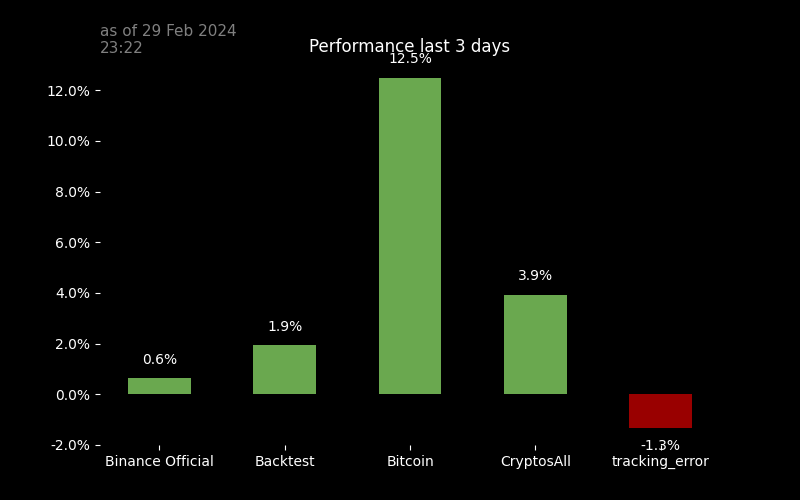 as of 29 Feb 2024
23:22
Performance last 3 days
12.5%
12.0%
10.0%
8.0%
6.0%
4.0%
3.9%
2.0%
1.9%
0.6%
0.0%
-2.0%
-1.3%
Binance Official
Backtest
Bitcoin
CryptosAll
tracking_error